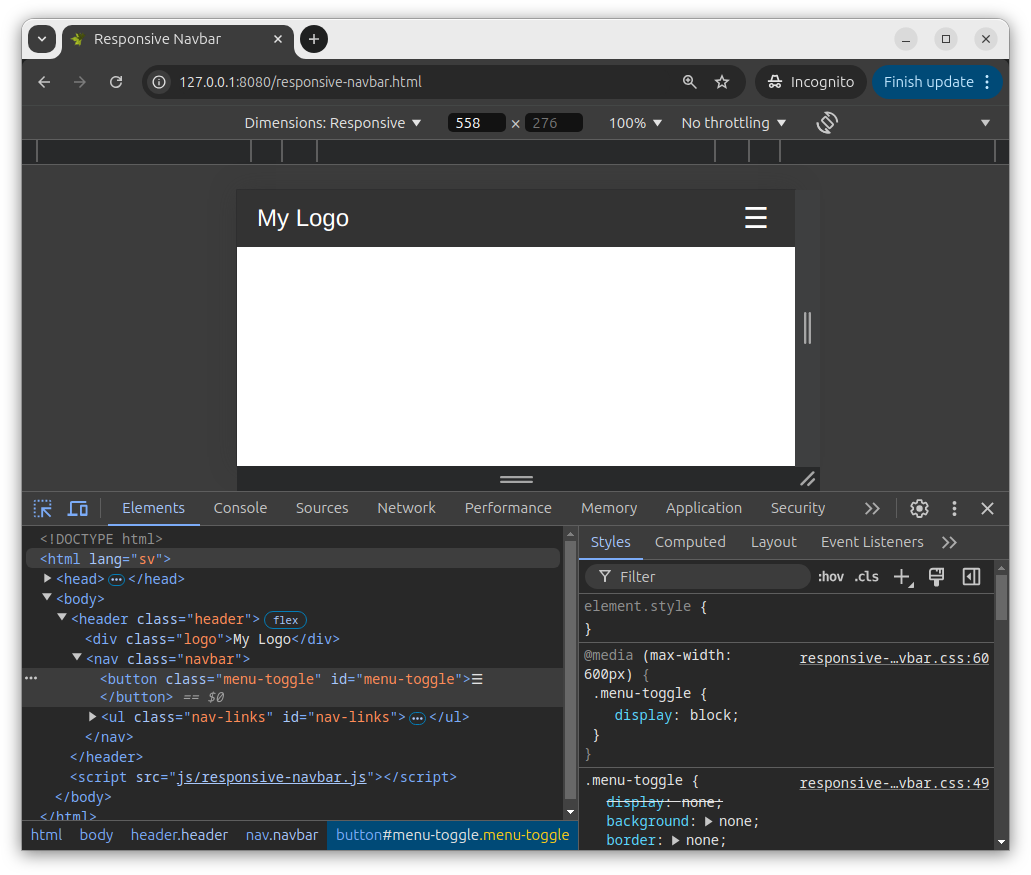 Responsive Navbar
127.0.0.1:8080/responsive-navbar.html
Incognito
Finish update
Dimensions: Responsive 558 × 276 100% No throttling
My Logo ☰
Elements Console Sources Network Performance Memory Application Security
<!DOCTYPE html>
<html lang="sv">
<head> ••• </head>
<body>
<header class="header"> flex
<div class="logo">My Logo</div>
<nav class="navbar">
<button class="menu-toggle" id="menu-toggle">☰
</button> == $0
<ul class="nav-links" id="nav-links"> ••• </ul>
</nav>
</header>
<script src="js/responsive-navbar.js"></script>
</body>
</html>
html body header.header nav.navbar button#menu-toggle.menu-toggle
Styles Computed Layout Event Listeners
Filter :hov .cls
element.style {
}
@media (max-width: responsive-…vbar.css:60
600px) {
.menu-toggle {
display: block;
}
}
.menu-toggle { responsive-…vbar.css:49
display: none;
background: none;
border: none;